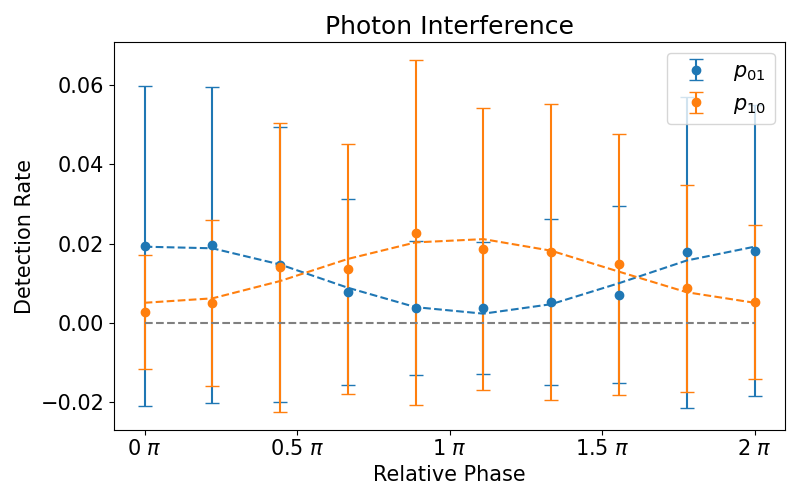 Photon Interference
p01
p10
Detection Rate
0.06
0.04
0.02
0.00
−0.02
0 π
0.5 π
1 π
1.5 π
2 π
Relative Phase